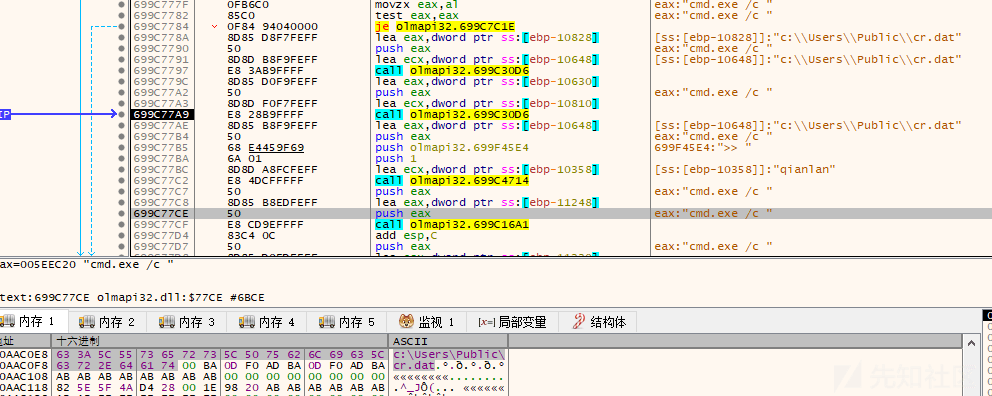 699C777F 0FB6C0 movzx eax,al eax:"cmd.exe /c "
699C7782 85C0 test eax,eax eax:"cmd.exe /c "
699C7784 0F84 94040000 je olmapi32.699C7C1E
699C778A 8D85 D8F7FEFF lea eax,dword ptr ss:[ebp-10828] [ss:[ebp-10828]]:"c:\\Users\\Public\\cr.dat"
699C7790 50 push eax eax:"cmd.exe /c "
699C7791 8D8D B8F9FEFF lea ecx,dword ptr ss:[ebp-10648] [ss:[ebp-10648]]:"c:\\Users\\Public\\cr.dat"
699C7797 E8 3AB9FFFF call olmapi32.699C30D6
699C779C 8D85 D0F9FEFF lea eax,dword ptr ss:[ebp-10630]
699C77A2 50 push eax eax:"cmd.exe /c "
699C77A3 8D8D F0F7FEFF lea ecx,dword ptr ss:[ebp-10810]
IP 699C77A9 E8 28B9FFFF call olmapi32.699C30D6
699C77AE 8D85 B8F9FEFF lea eax,dword ptr ss:[ebp-10648] [ss:[ebp-10648]]:"c:\\Users\\Public\\cr.dat"
699C77B4 50 push eax eax:"cmd.exe /c "
699C77B5 68 E4459F69 push olmapi32.699F45E4 699F45E4:">> "
699C77BA 6A 01 push 1
699C77BC 8D8D A8FCFEFF lea ecx,dword ptr ss:[ebp-10358] [ss:[ebp-10358]]:"qianlan"
699C77C2 E8 4DCFFFFF call olmapi32.699C4714
699C77C7 50 push eax eax:"cmd.exe /c "
699C77C8 8D85 B8EDFEFF lea eax,dword ptr ss:[ebp-11248]
699C77CE 50 push eax eax:"cmd.exe /c "
699C77CF E8 CD9EFFFF call olmapi32.699C16A1
699C77D4 83C4 0C add esp,C
699C77D7 50 push eax eax:"cmd.exe /c "
ax=005EEC20 "cmd.exe /c "
text:699C77CE olmapi32.dll:$77CE #6BCE
内存 1 内存 2 内存 3 内存 4 内存 5 监视 1 [x=] 局部变量 结构体
地址 十六进制 ASCII
0AAC0E8 63 3A 5C 55 73 65 72 73 5C 50 75 62 6C 69 63 5C c:\Users\Public\
0AAC0F8 63 72 2E 64 61 74 00 BA 0D F0 AD BA 0D F0 AD BA cr.dat.º.ð.º.ð.º
0AAC108 AB AB AB AB AB AB AB AB 00 00 00 00 00 00 00 00 ««««««««........
0AAC118 82 5E 5F 4A D4 28 00 1E 98 20 AB AB AB AB AB AB .^_JÔ(... ««««««
先知社区